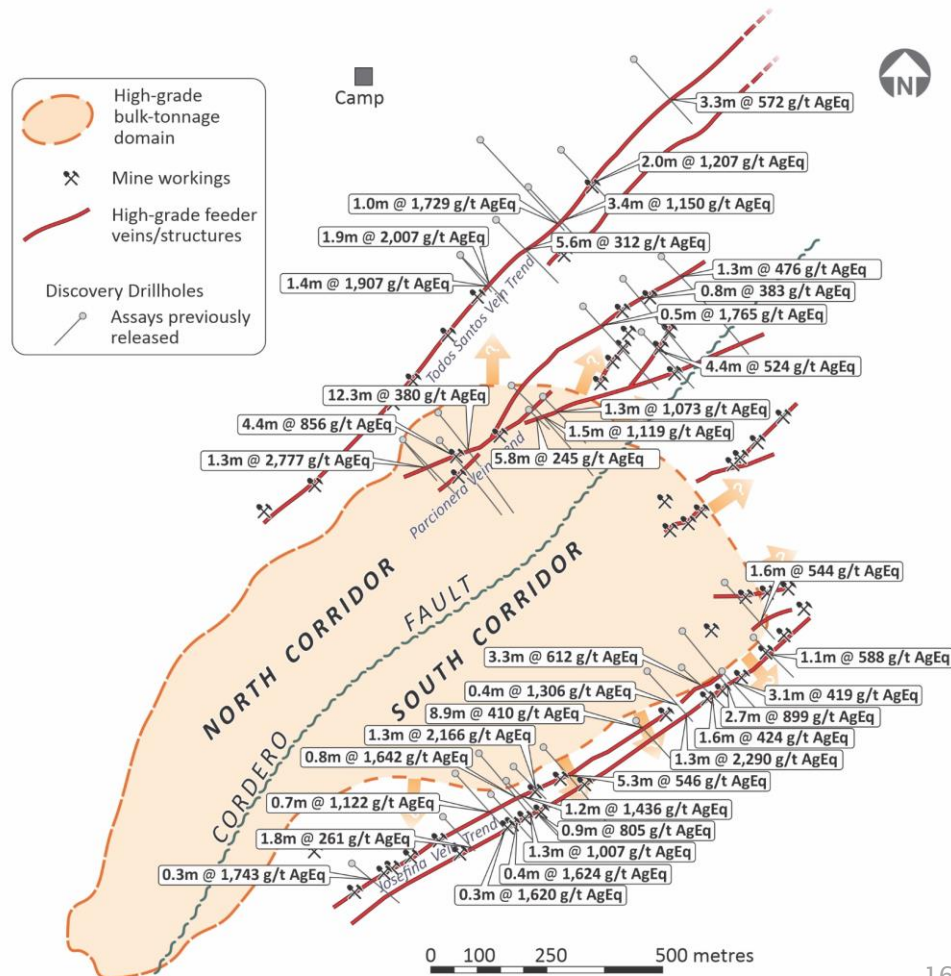 N
Camp
High-grade
bulk-tonnage
domain
Mine workings
High-grade feeder
veins/structures
Discovery Drillholes
Assays previously
released
3.3m @ 572 g/t AgEq
2.0m @ 1,207 g/t AgEq
1.0m @ 1,729 g/t AgEq
3.4m @ 1,150 g/t AgEq
1.9m @ 2,007 g/t AgEq
5.6m @ 312 g/t AgEq
1.4m @ 1,907 g/t AgEq
1.3m @ 476 g/t AgEq
0.8m @ 383 g/t AgEq
0.5m @ 1,765 g/t AgEq
Todos Santos Vein Trend
4.4m @ 524 g/t AgEq
12.3m @ 380 g/t AgEq
1.3m @ 1,073 g/t AgEq
4.4m @ 856 g/t AgEq
1.5m @ 1,119 g/t AgEq
1.3m @ 2,777 g/t AgEq
5.8m @ 245 g/t AgEq
Parcionera Vein Trend
?
?
?
?
NORTH CORRIDOR
CORDERO FAULT
SOUTH CORRIDOR
1.6m @ 544 g/t AgEq
3.3m @ 612 g/t AgEq
1.1m @ 588 g/t AgEq
0.4m @ 1,306 g/t AgEq
3.1m @ 419 g/t AgEq
8.9m @ 410 g/t AgEq
2.7m @ 899 g/t AgEq
1.3m @ 2,166 g/t AgEq
1.6m @ 424 g/t AgEq
0.8m @ 1,642 g/t AgEq
1.3m @ 2,290 g/t AgEq
5.3m @ 546 g/t AgEq
0.7m @ 1,122 g/t AgEq
1.2m @ 1,436 g/t AgEq
1.8m @ 261 g/t AgEq
0.9m @ 805 g/t AgEq
Josefina Vein Trend
1.3m @ 1,007 g/t AgEq
0.3m @ 1,743 g/t AgEq
0.4m @ 1,624 g/t AgEq
0.3m @ 1,620 g/t AgEq
0 100 250 500 metres
16